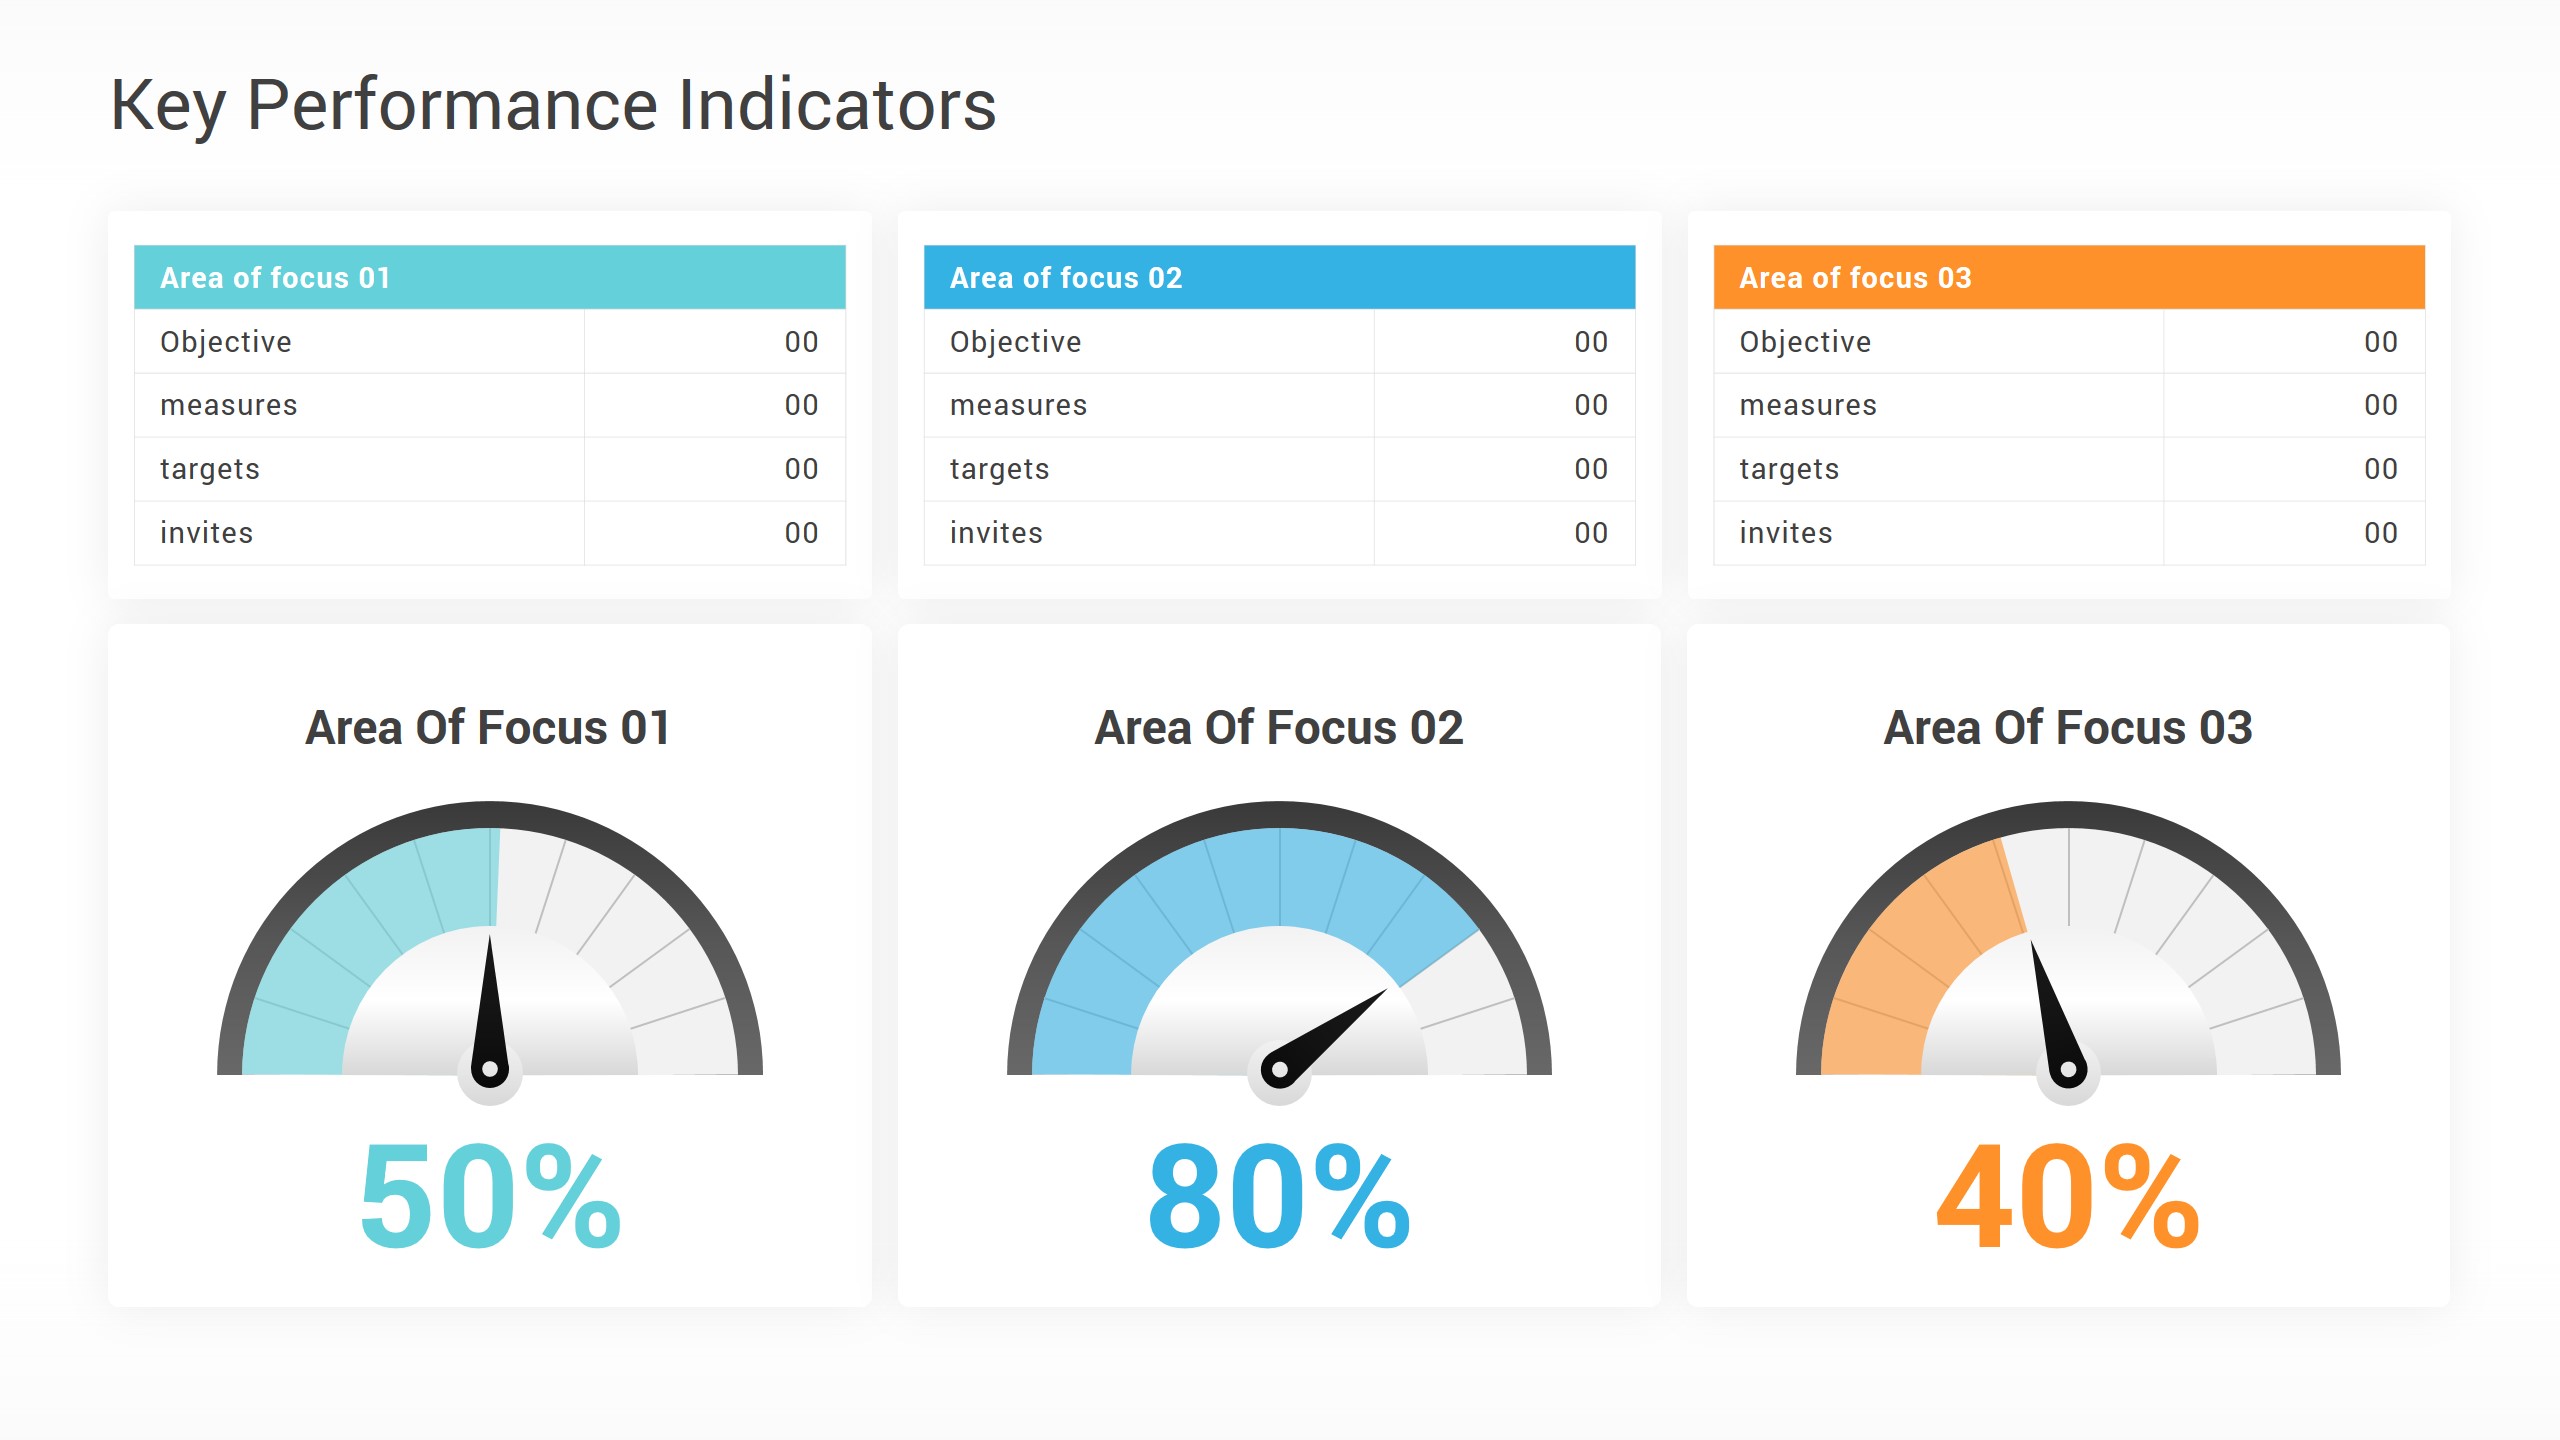 Key Performance Indicators
Area of focus 01
Objective 00
measures 00
targets 00
invites 00
Area of focus 02
Objective 00
measures 00
targets 00
invites 00
Area of focus 03
Objective 00
measures 00
targets 00
invites 00
Area Of Focus 01
50%
Area Of Focus 02
80%
Area Of Focus 03
40%